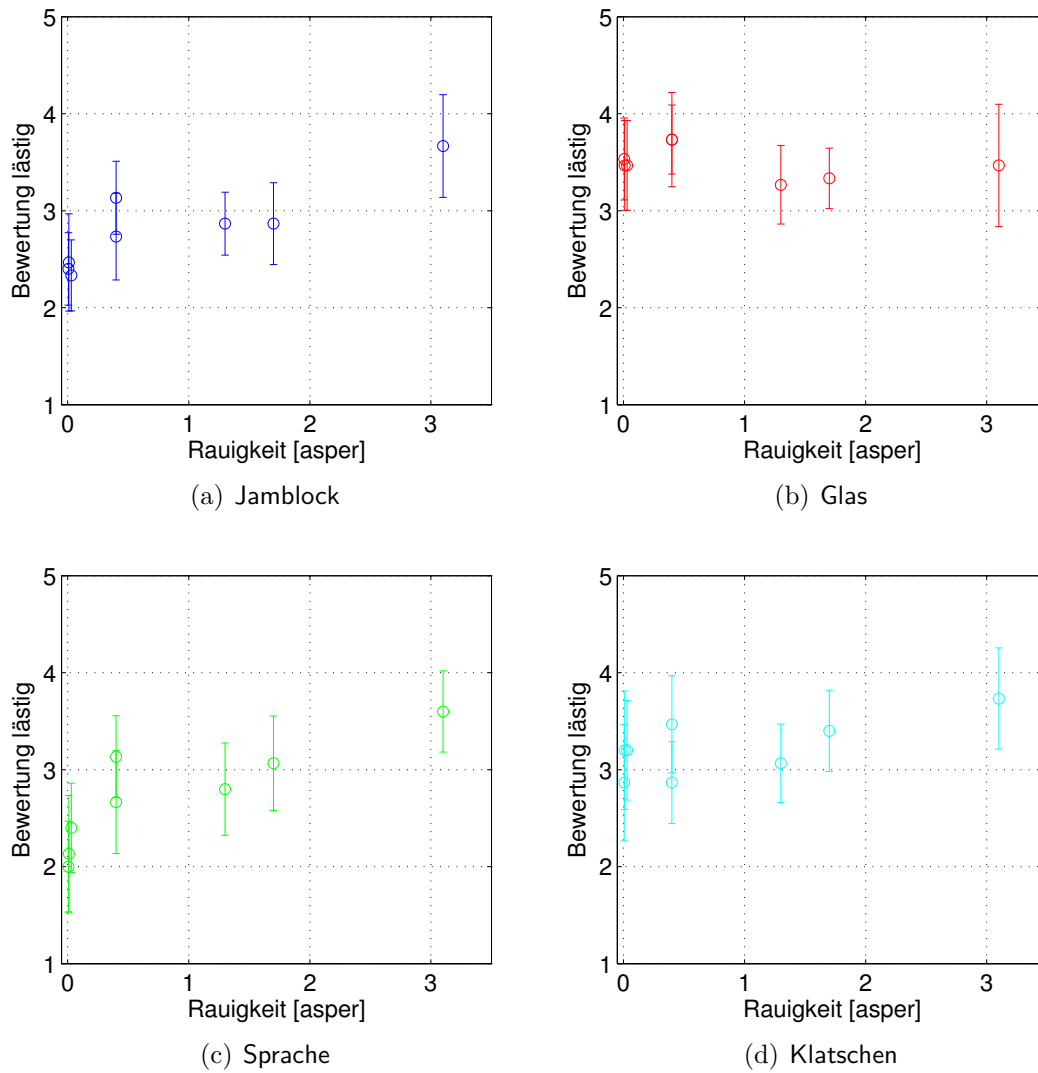 5
4
3
2
1
Bewertung lästig
0 1 2 3
Rauigkeit [asper]
(a) Jamblock
5
4
3
2
1
Bewertung lästig
0 1 2 3
Rauigkeit [asper]
(b) Glas
5
4
3
2
1
Bewertung lästig
0 1 2 3
Rauigkeit [asper]
(c) Sprache
5
4
3
2
1
Bewertung lästig
0 1 2 3
Rauigkeit [asper]
(d) Klatschen